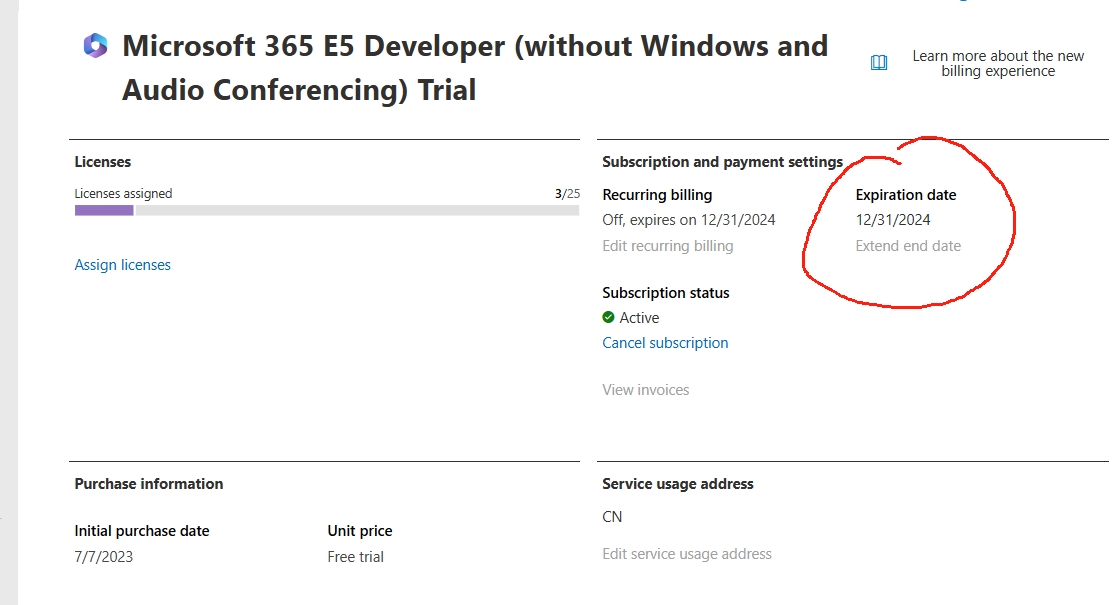 Microsoft 365 E5 Developer (without Windows and
Audio Conferencing) Trial
Learn more about the new
billing experience
Licenses
Licenses assigned
3/25
Assign licenses
Subscription and payment settings
Recurring billing
Off, expires on 12/31/2024
Edit recurring billing
Expiration date
12/31/2024
Extend end date
Subscription status
Active
Cancel subscription
View invoices
Purchase information
Initial purchase date
7/7/2023
Unit price
Free trial
Service usage address
CN
Edit service usage address